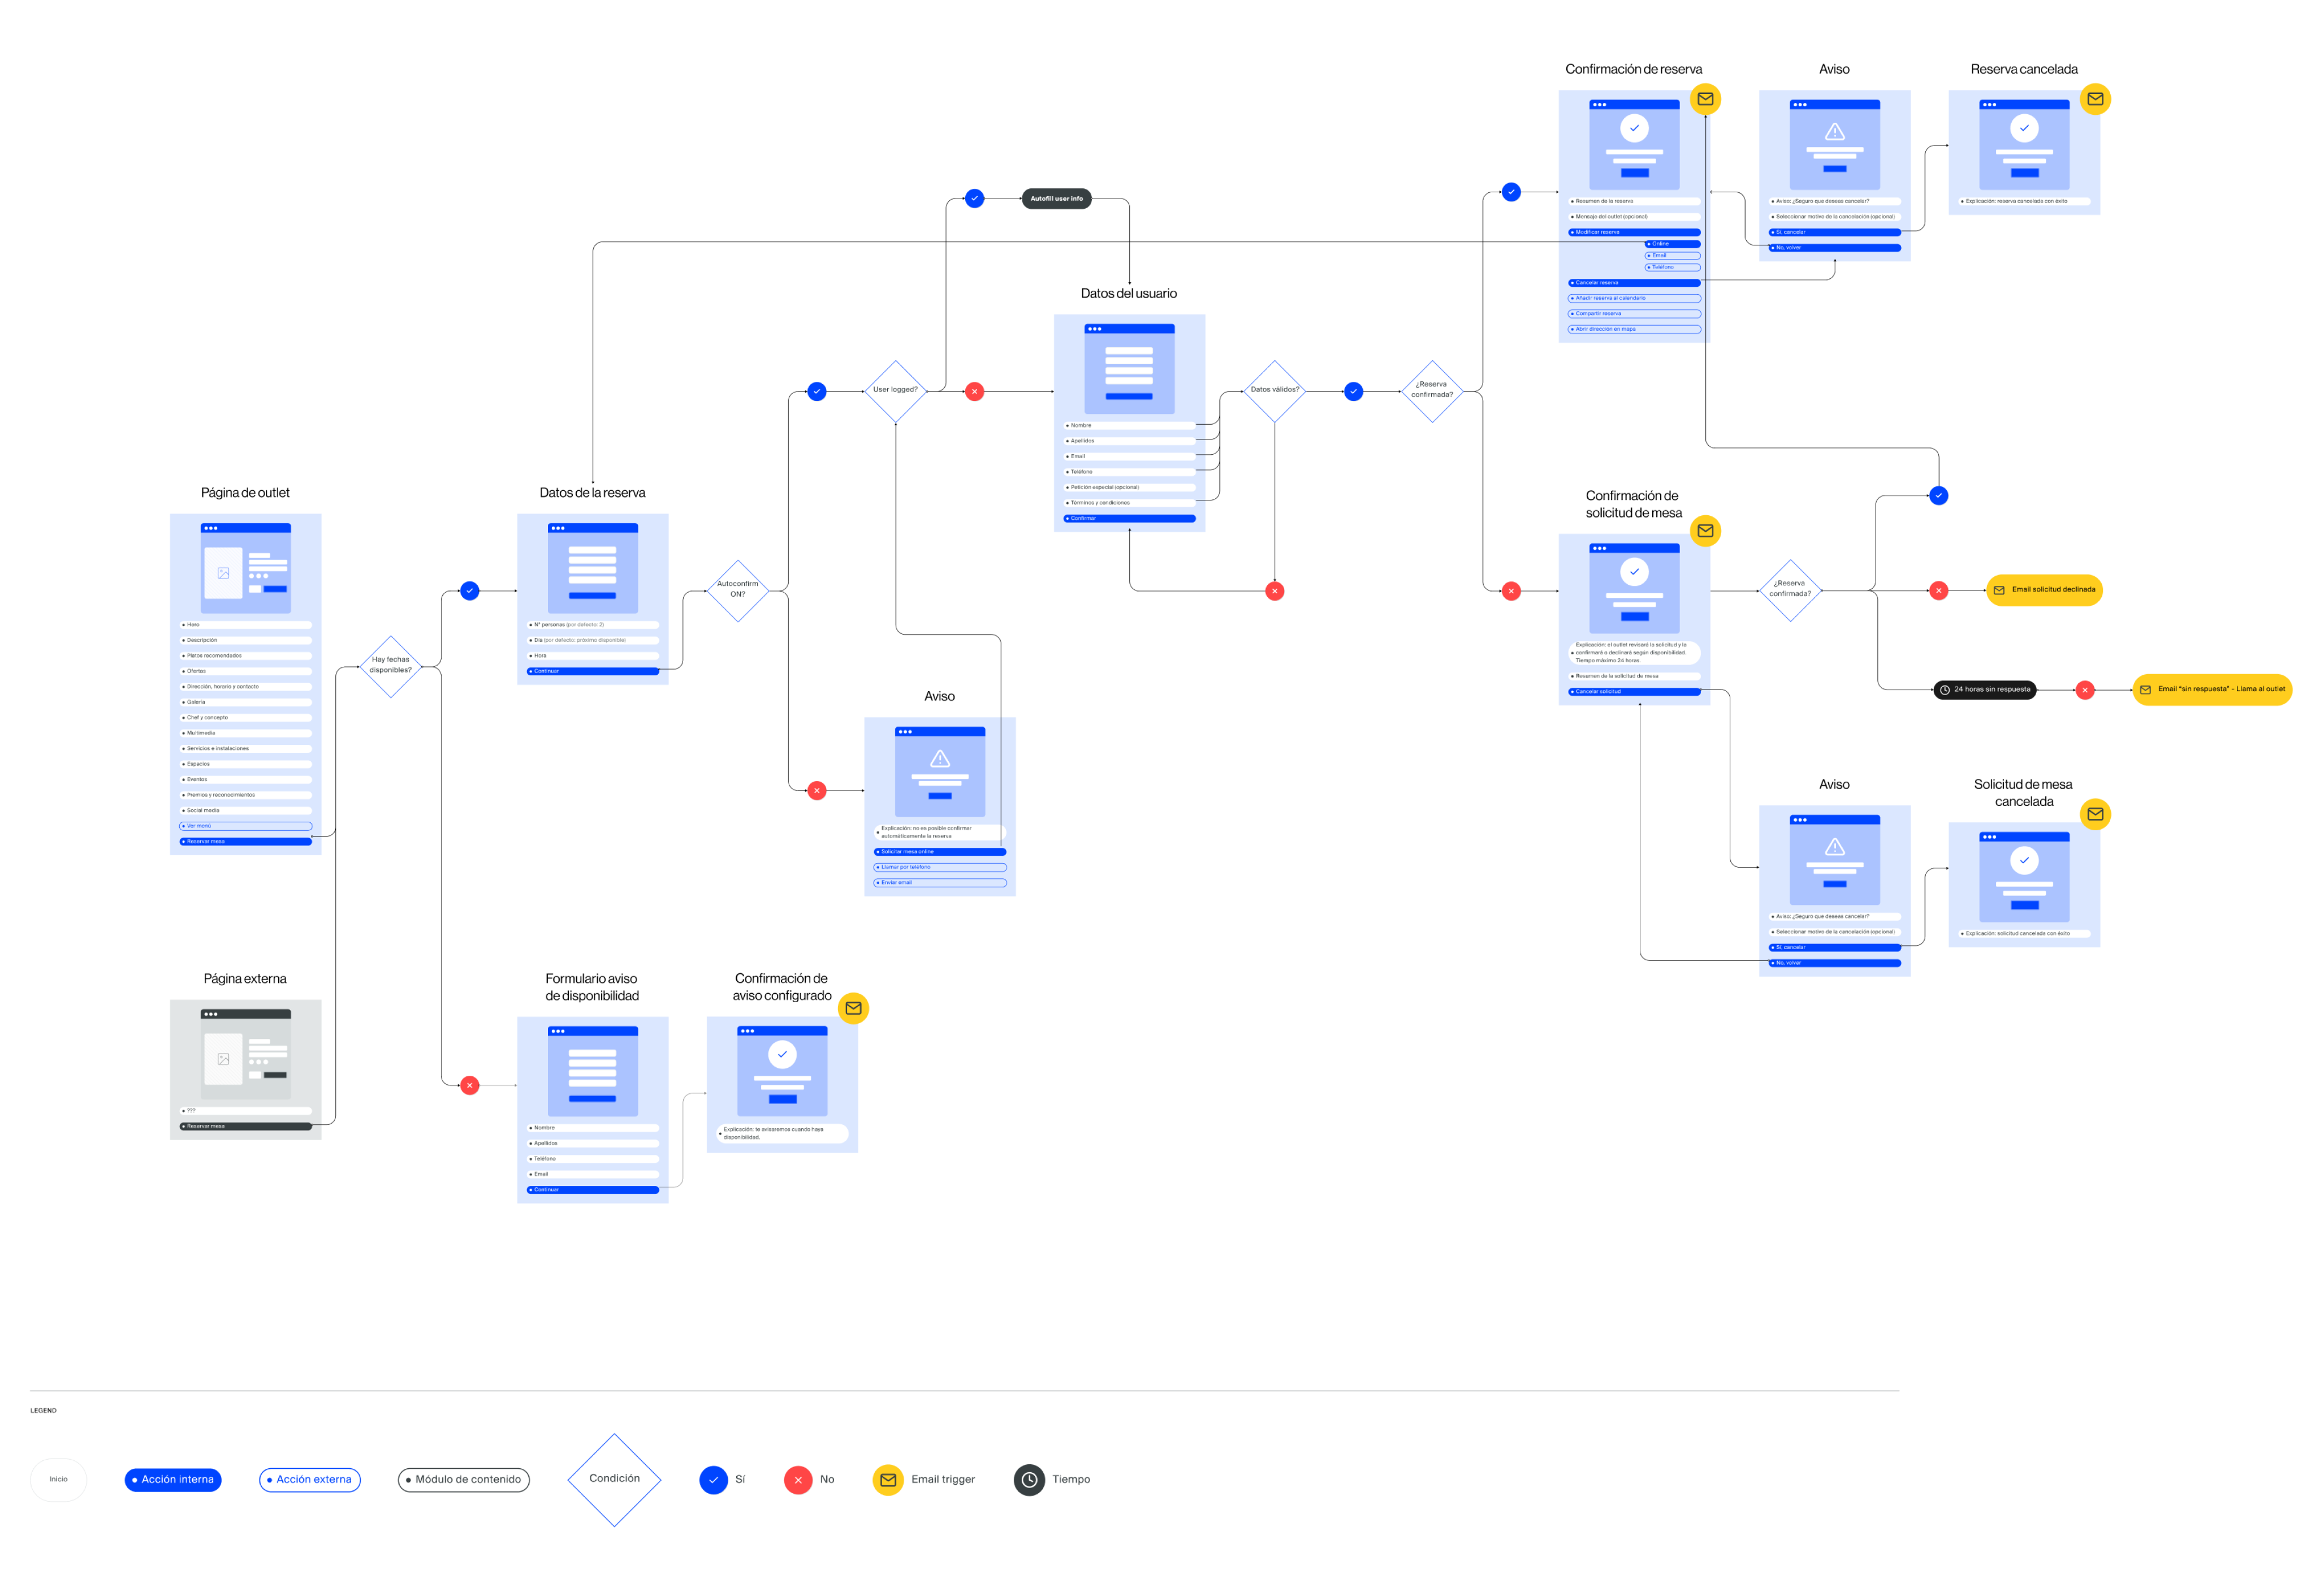 Confirmación de reserva
Resumen de la reserva
Mensaje del outlet (opcional)
Modificar reserva
Online
Email
Teléfono
Cancelar reserva
Añadir reserva al calendario
Compartir reserva
Abrir dirección en mapa
Aviso
Aviso: ¿Seguro que deseas cancelar?
Seleccionar motivo de la cancelación (opcional)
Sí, cancelar
No, volver
Reserva cancelada
Explicación: reserva cancelada con éxito
Autofill user info
Datos del usuario
Nombre
Apellidos
Email
Teléfono
Petición especial (opcional)
Términos y condiciones
Confirmar
User logged?
Datos válidos?
¿Reserva
confirmada?
Página de outlet
Hero
Descripción
Platos recomendados
Ofertas
Dirección, horario y contacto
Galería
Chef y concepto
Multimedia
Servicios e instalaciones
Espacios
Eventos
Premios y reconocimientos
Social media
Ver menú
Reservar mesa
Hay fechas
disponibles?
Datos de la reserva
Nº personas (por defecto: 2)
Día (por defecto: próximo disponible)
Hora
Continuar
Autoconfirm
ON?
Aviso
Explicación: no es posible confirmar
automáticamente la reserva
Solicitar mesa online
Llamar por teléfono
Enviar email
Confirmación de
solicitud de mesa
Explicación: el outlet revisará la solicitud y la
confirmará o declinará según disponibilidad.
Tiempo máximo 24 horas.
Resumen de la solicitud de mesa
Cancelar solicitud
¿Reserva
confirmada?
Email solicitud declinada
24 horas sin respuesta
Email "sin respuesta" - Llama al outlet
Aviso
Aviso: ¿Seguro que deseas cancelar?
Seleccionar motivo de la cancelación (opcional)
Sí, cancelar
No, volver
Solicitud de mesa
cancelada
Explicación: solicitud cancelada con éxito
Página externa
???
Reservar mesa
Formulario aviso
de disponibilidad
Nombre
Apellidos
Teléfono
Email
Continuar
Confirmación de
aviso configurado
Explicación: te avisaremos cuando haya
disponibilidad.
LEGEND
Inicio
Acción interna
Acción externa
Módulo de contenido
Condición
Sí
No
Email trigger
Tiempo